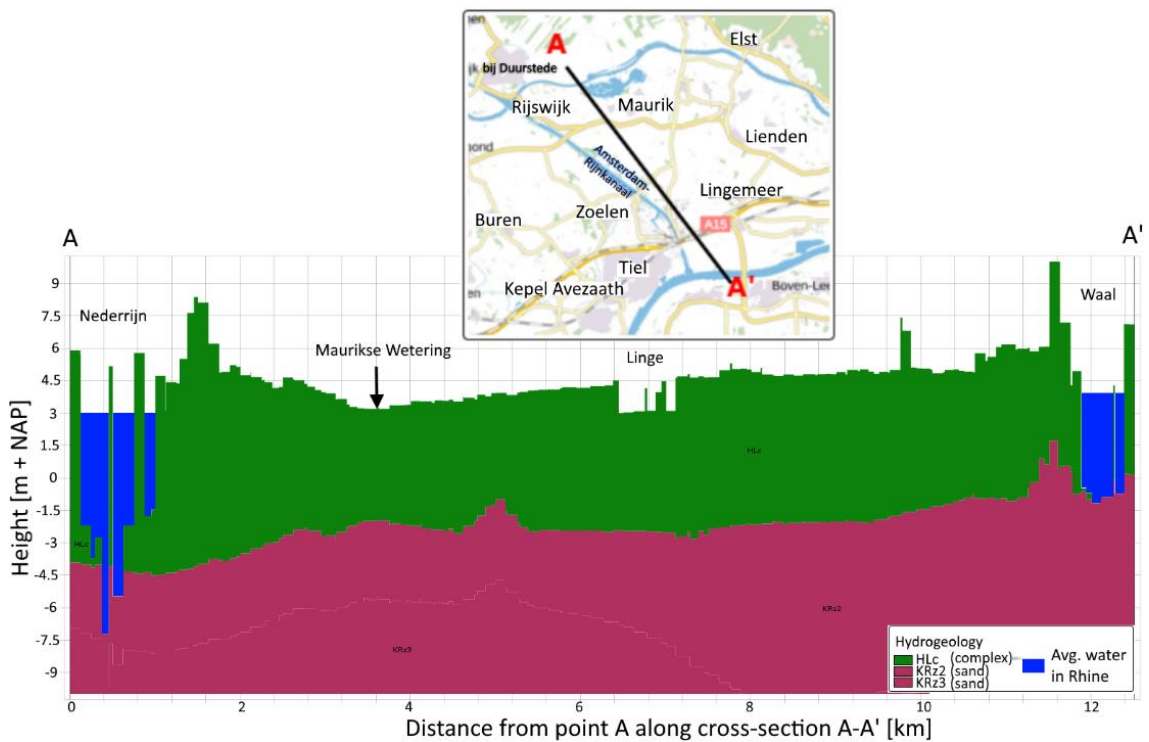 A
Elst
jk bij Duurstede
Rijswijk
Maurik
Lienden
Amsterdam-
Rijnkanaal
Lingemeer
Buren
Zoelen
A15
Tiel
Kepel Avezaath
A'
Boven-Lee
A
A'
Height [m + NAP]
9
7.5
6
4.5
3
1.5
0
-1.5
-3
-4.5
-6
-7.5
-9
Nederrijn
Maurikse Wetering
Linge
Waal
HLc
HLc
KRz2
KRz3
Hydrogeology
HLc (complex)
KRz2 (sand)
KRz3 (sand)
Avg. water
in Rhine
0 2 4 6 8 10 12
Distance from point A along cross-section A-A' [km]